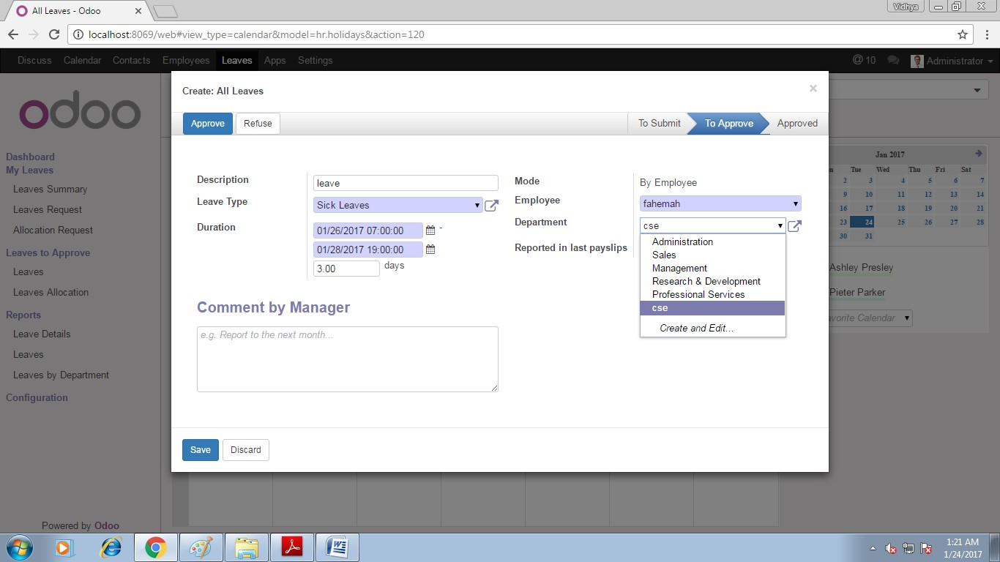 All Leaves - Odoo
Vidhya
localhost:8069/web#view_type=calendar&model=hr.holidays&action=120
Discuss Calendar Contacts Employees Leaves Apps Settings @ 10 Administrator
odoo
Dashboard
My Leaves
Leaves Summary
Leaves Request
Allocation Request
Leaves to Approve
Leaves
Leaves Allocation
Reports
Leave Details
Leaves
Leaves by Department
Configuration
Powered by Odoo
Create: All Leaves ×
Approve Refuse To Submit To Approve Approved
Description leave
Leave Type Sick Leaves
Duration 01/26/2017 07:00:00 -
01/28/2017 19:00:00
3.00 days
Mode By Employee
Employee fahemah
Department cse
Reported in last payslips
Administration
Sales
Management
Research & Development
Professional Services
cse
Create and Edit...
Comment by Manager
e.g. Report to the next month...
Save Discard
Jan 2017
Tue Wed Thu Fri Sat
2 3 4 5 6 7
9 10 11 12 13 14
16 17 18 19 20 21
23 24 25 26 27 28
30 31
Ashley Presley
Pieter Parker
Calendar
1:21 AM
1/24/2017